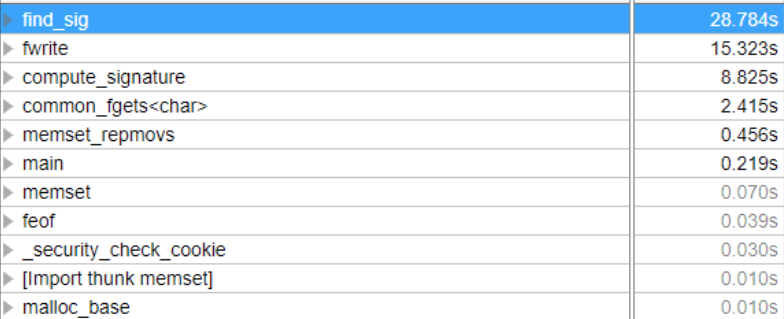 find_sig 28.784s
fwrite 15.323s
compute_signature 8.825s
common_fgets<char> 2.415s
memset_repmovs 0.456s
main 0.219s
memset 0.070s
feof 0.039s
_security_check_cookie 0.030s
[Import thunk memset] 0.010s
malloc_base 0.010s